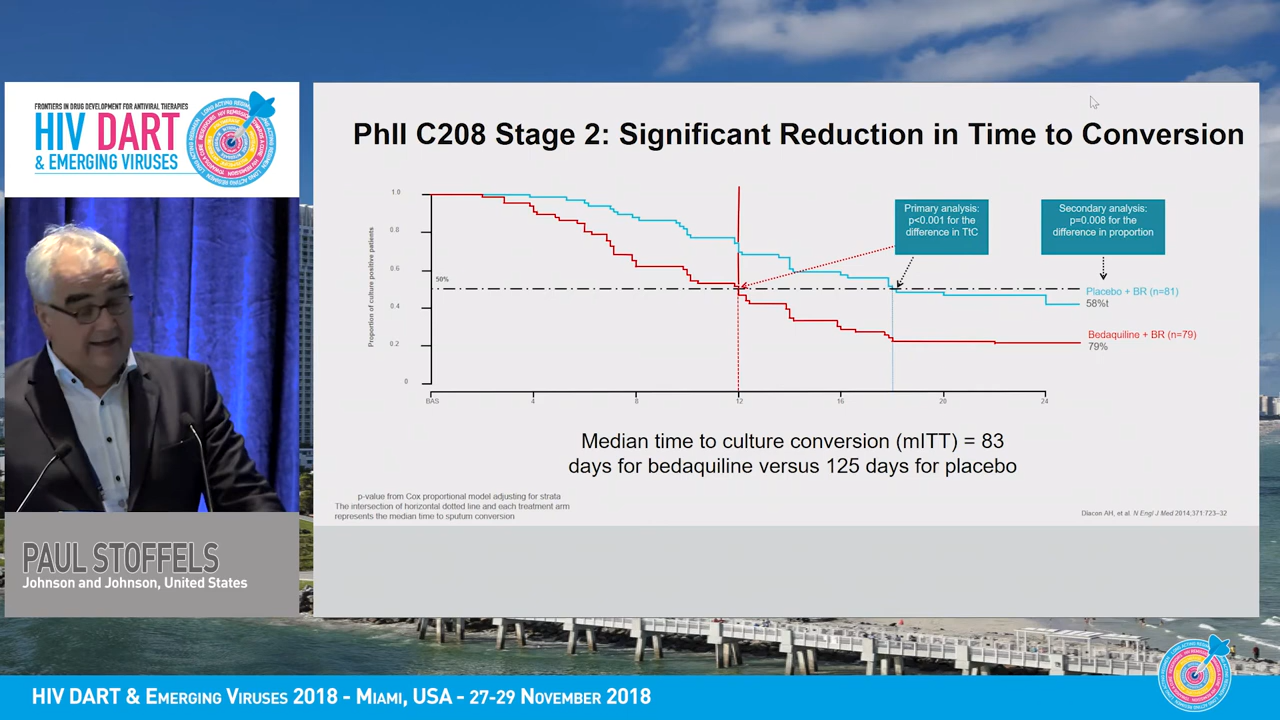 FRONTIERS IN DRUG DEVELOPMENT FOR ANTIVIRAL THERAPIES
HIV DART
& EMERGING VIRUSES
PhII C208 Stage 2: Significant Reduction in Time to Conversion
Proportion of culture positive patients
1.0
0.8
0.6
50%
0.4
0.2
0
BAS
4
8
12
16
20
24
Primary analysis:
p<0.001 for the
difference in TtC
Secondary analysis:
p=0.008 for the
difference in proportion
Placebo + BR (n=81)
58%t
Bedaquiline + BR (n=79)
79%
Median time to culture conversion (mITT) = 83
days for bedaquiline versus 125 days for placebo
p-value from Cox proportional model adjusting for strata
The intersection of horizontal dotted line and each treatment arm
represents the median time to sputum conversion
Diacon AH, et al. N Engl J Med 2014;371:723–32
PAUL STOFFELS
Johnson and Johnson, United States
HIV DART & EMERGING VIRUSES 2018 - MIAMI, USA - 27-29 NOVEMBER 2018